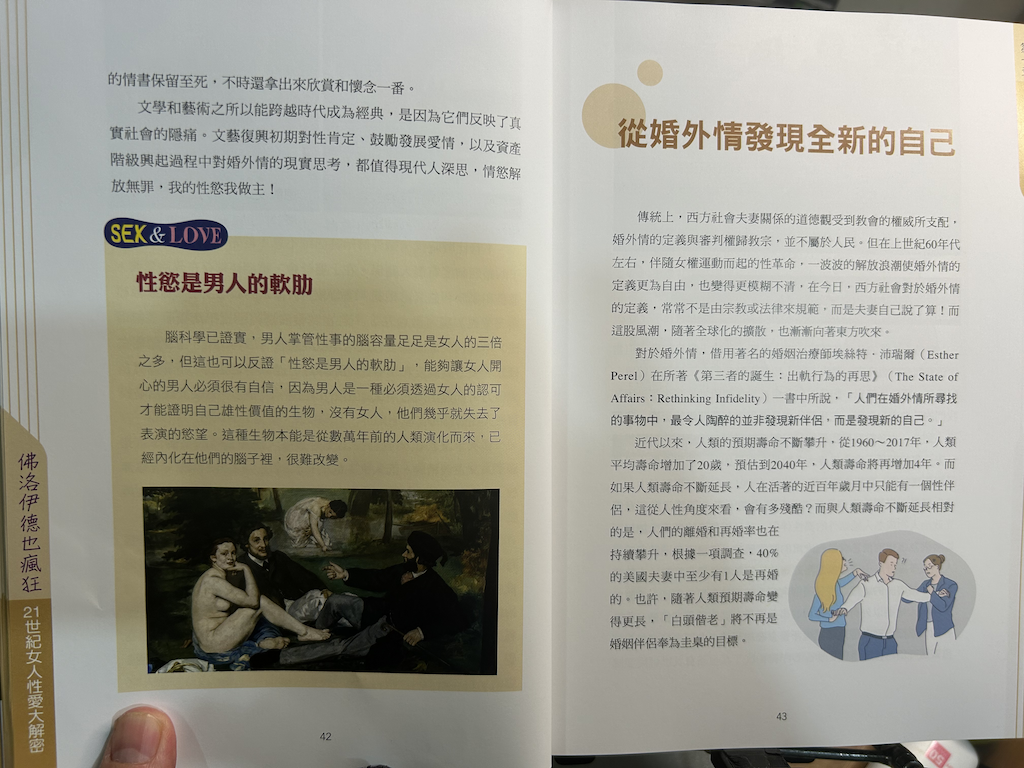 的情書保留至死，不時還拿出來欣賞和懷念一番。
文學和藝術之所以能跨越時代成為經典，是因為它們反映了真
實社會的隱痛。文藝復興初期對性肯定、鼓勵發展愛情，以及資產
階級興起過程中對婚外情的現實思考，都值得現代人深思，情慾解
放無罪，我的性慾我做主！
SEX & LOVE
性慾是男人的軟肋
腦科學已證實，男人掌管性事的腦容量足足是女人的三倍
之多，但這也可以反證「性慾是男人的軟肋」，能夠讓女人開
心的男人必須很有自信，因為男人是一種必須透過女人的認可
才能證明自己雄性價值的生物，沒有女人，他們幾乎就失去了
表演的慾望。這種生物本能是從數萬年前的人類演化而來，已
經內化在他們的腦子裡，很難改變。
佛洛伊德也瘋狂
21世紀女人性愛大解密
42
從婚外情發現全新的自己
傳統上，西方社會夫妻關係的道德觀受到教會的權威所支配，
婚外情的定義與審判權歸教宗，並不屬於人民。但在上世紀60年代
左右，伴隨女權運動而起的性革命，一波波的解放浪潮使婚外情的
定義更為自由，也變得更模糊不清，在今日，西方社會對於婚外情
的定義，常常不是由宗教或法律來規範，而是夫妻自己說了算！而
這股風潮，隨著全球化的擴散，也漸漸向著東方吹來。
對於婚外情，借用著名的婚姻治療師埃絲特．沛瑞爾（Esther
Perel）在所著《第三者的誕生：出軌行為的再思》（The State of
Affairs：Rethinking Infidelity）一書中所說，「人們在婚外情所尋找
的事物中，最令人陶醉的並非發現新伴侶，而是發現新的自己。」
近代以來，人類的預期壽命不斷攀升，從1960～2017年，人類
平均壽命增加了20歲，預估到2040年，人類壽命將再增加4年。而
如果人類壽命不斷延長，人在活著的近百年歲月中只能有一個性伴
侶，這從人性角度來看，會有多殘酷？而與人類壽命不斷延長相對
的是，人們的離婚和再婚率也在
持續攀升，根據一項調查，40%
的美國夫妻中至少有1人是再婚
的。也許，隨著人類預期壽命變
得更長，「白頭偕老」將不再是
婚姻伴侶奉為圭臬的目標。
43